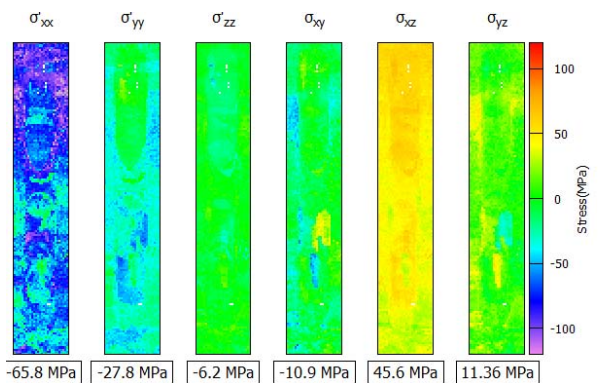 σ'xx σ'yy σ'zz σxy σxz σyz
100
50
0
-50
-100
Stress(MPa)
-65.8 MPa -27.8 MPa -6.2 MPa -10.9 MPa 45.6 MPa 11.36 MPa